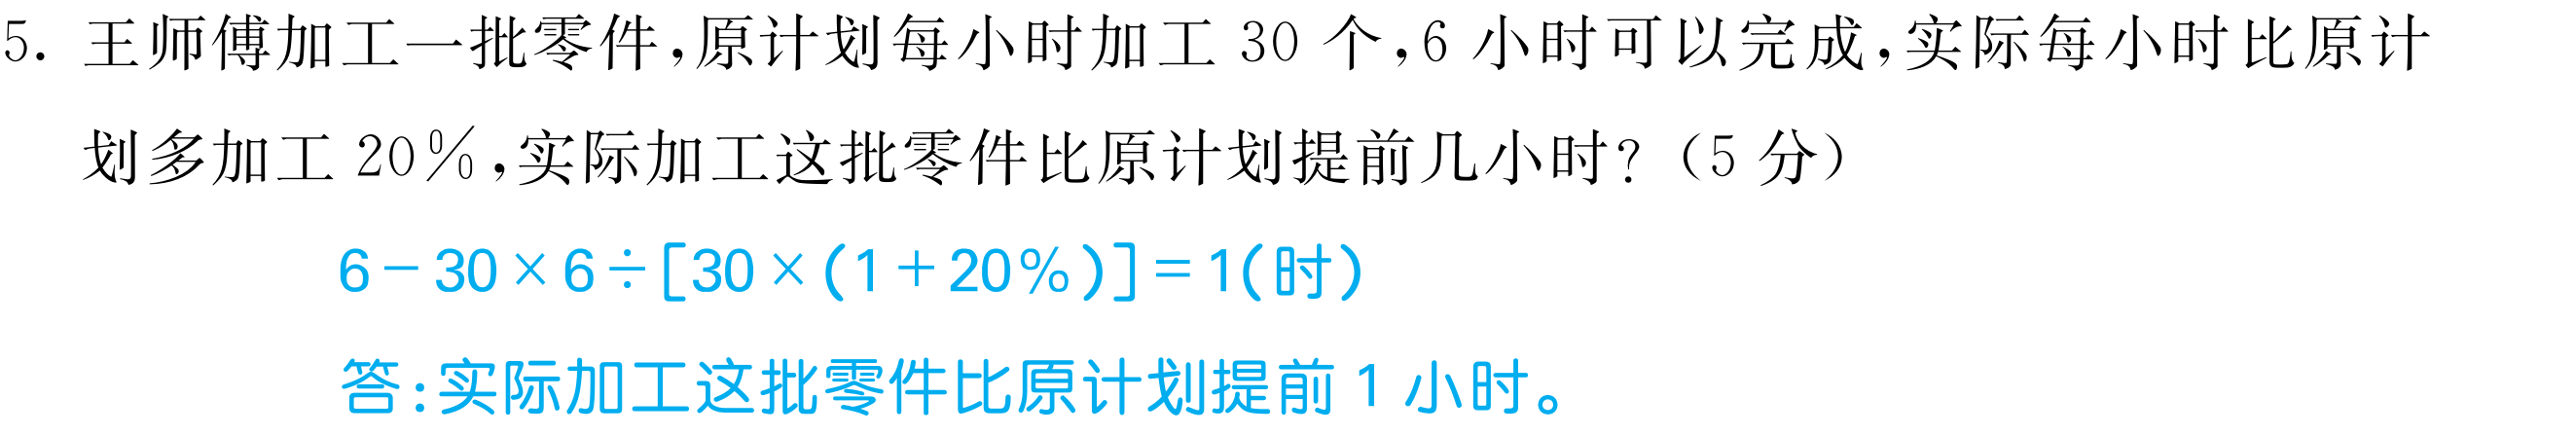 5. 王师傅加工一批零件,原计划每小时加工 30 个,6 小时可以完成,实际每小时比原计
划多加工 20%,实际加工这批零件比原计划提前几小时?(5 分)
6－30×6÷[30×(1＋20%)]＝1(时)
答:实际加工这批零件比原计划提前 1 小时。